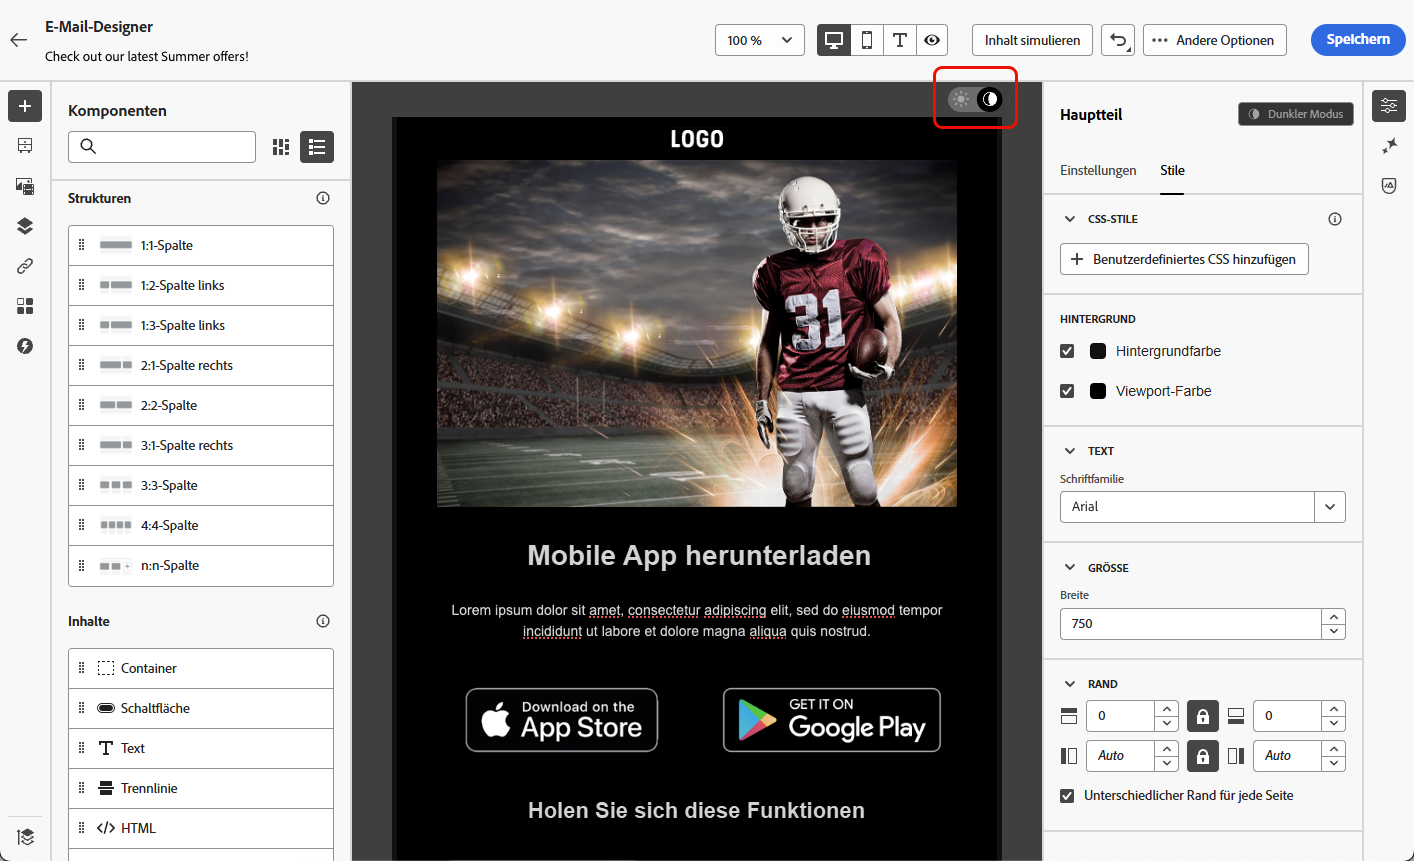 E-Mail-Designer
Check out our latest Summer offers!
100 %
Inhalt simulieren
Andere Optionen
Speichern
Komponenten
Strukturen
1:1-Spalte
1:2-Spalte links
1:3-Spalte links
2:1-Spalte rechts
2:2-Spalte
3:1-Spalte rechts
3:3-Spalte
4:4-Spalte
n:n-Spalte
Inhalte
Container
Schaltfläche
Text
Trennlinie
HTML
LOGO
31
Mobile App herunterladen
Lorem ipsum dolor sit amet, consectetur adipiscing elit, sed do eiusmod tempor
incididunt ut labore et dolore magna aliqua quis nostrud.
Download on the
App Store
GET IT ON
Google Play
Holen Sie sich diese Funktionen
Hauptteil
Dunkler Modus
Einstellungen
Stile
CSS-STILE
Benutzerdefiniertes CSS hinzufügen
HINTERGRUND
Hintergrundfarbe
Viewport-Farbe
TEXT
Schriftfamilie
Arial
GRÖSSE
Breite
750
RAND
0
0
Auto
Auto
Unterschiedlicher Rand für jede Seite